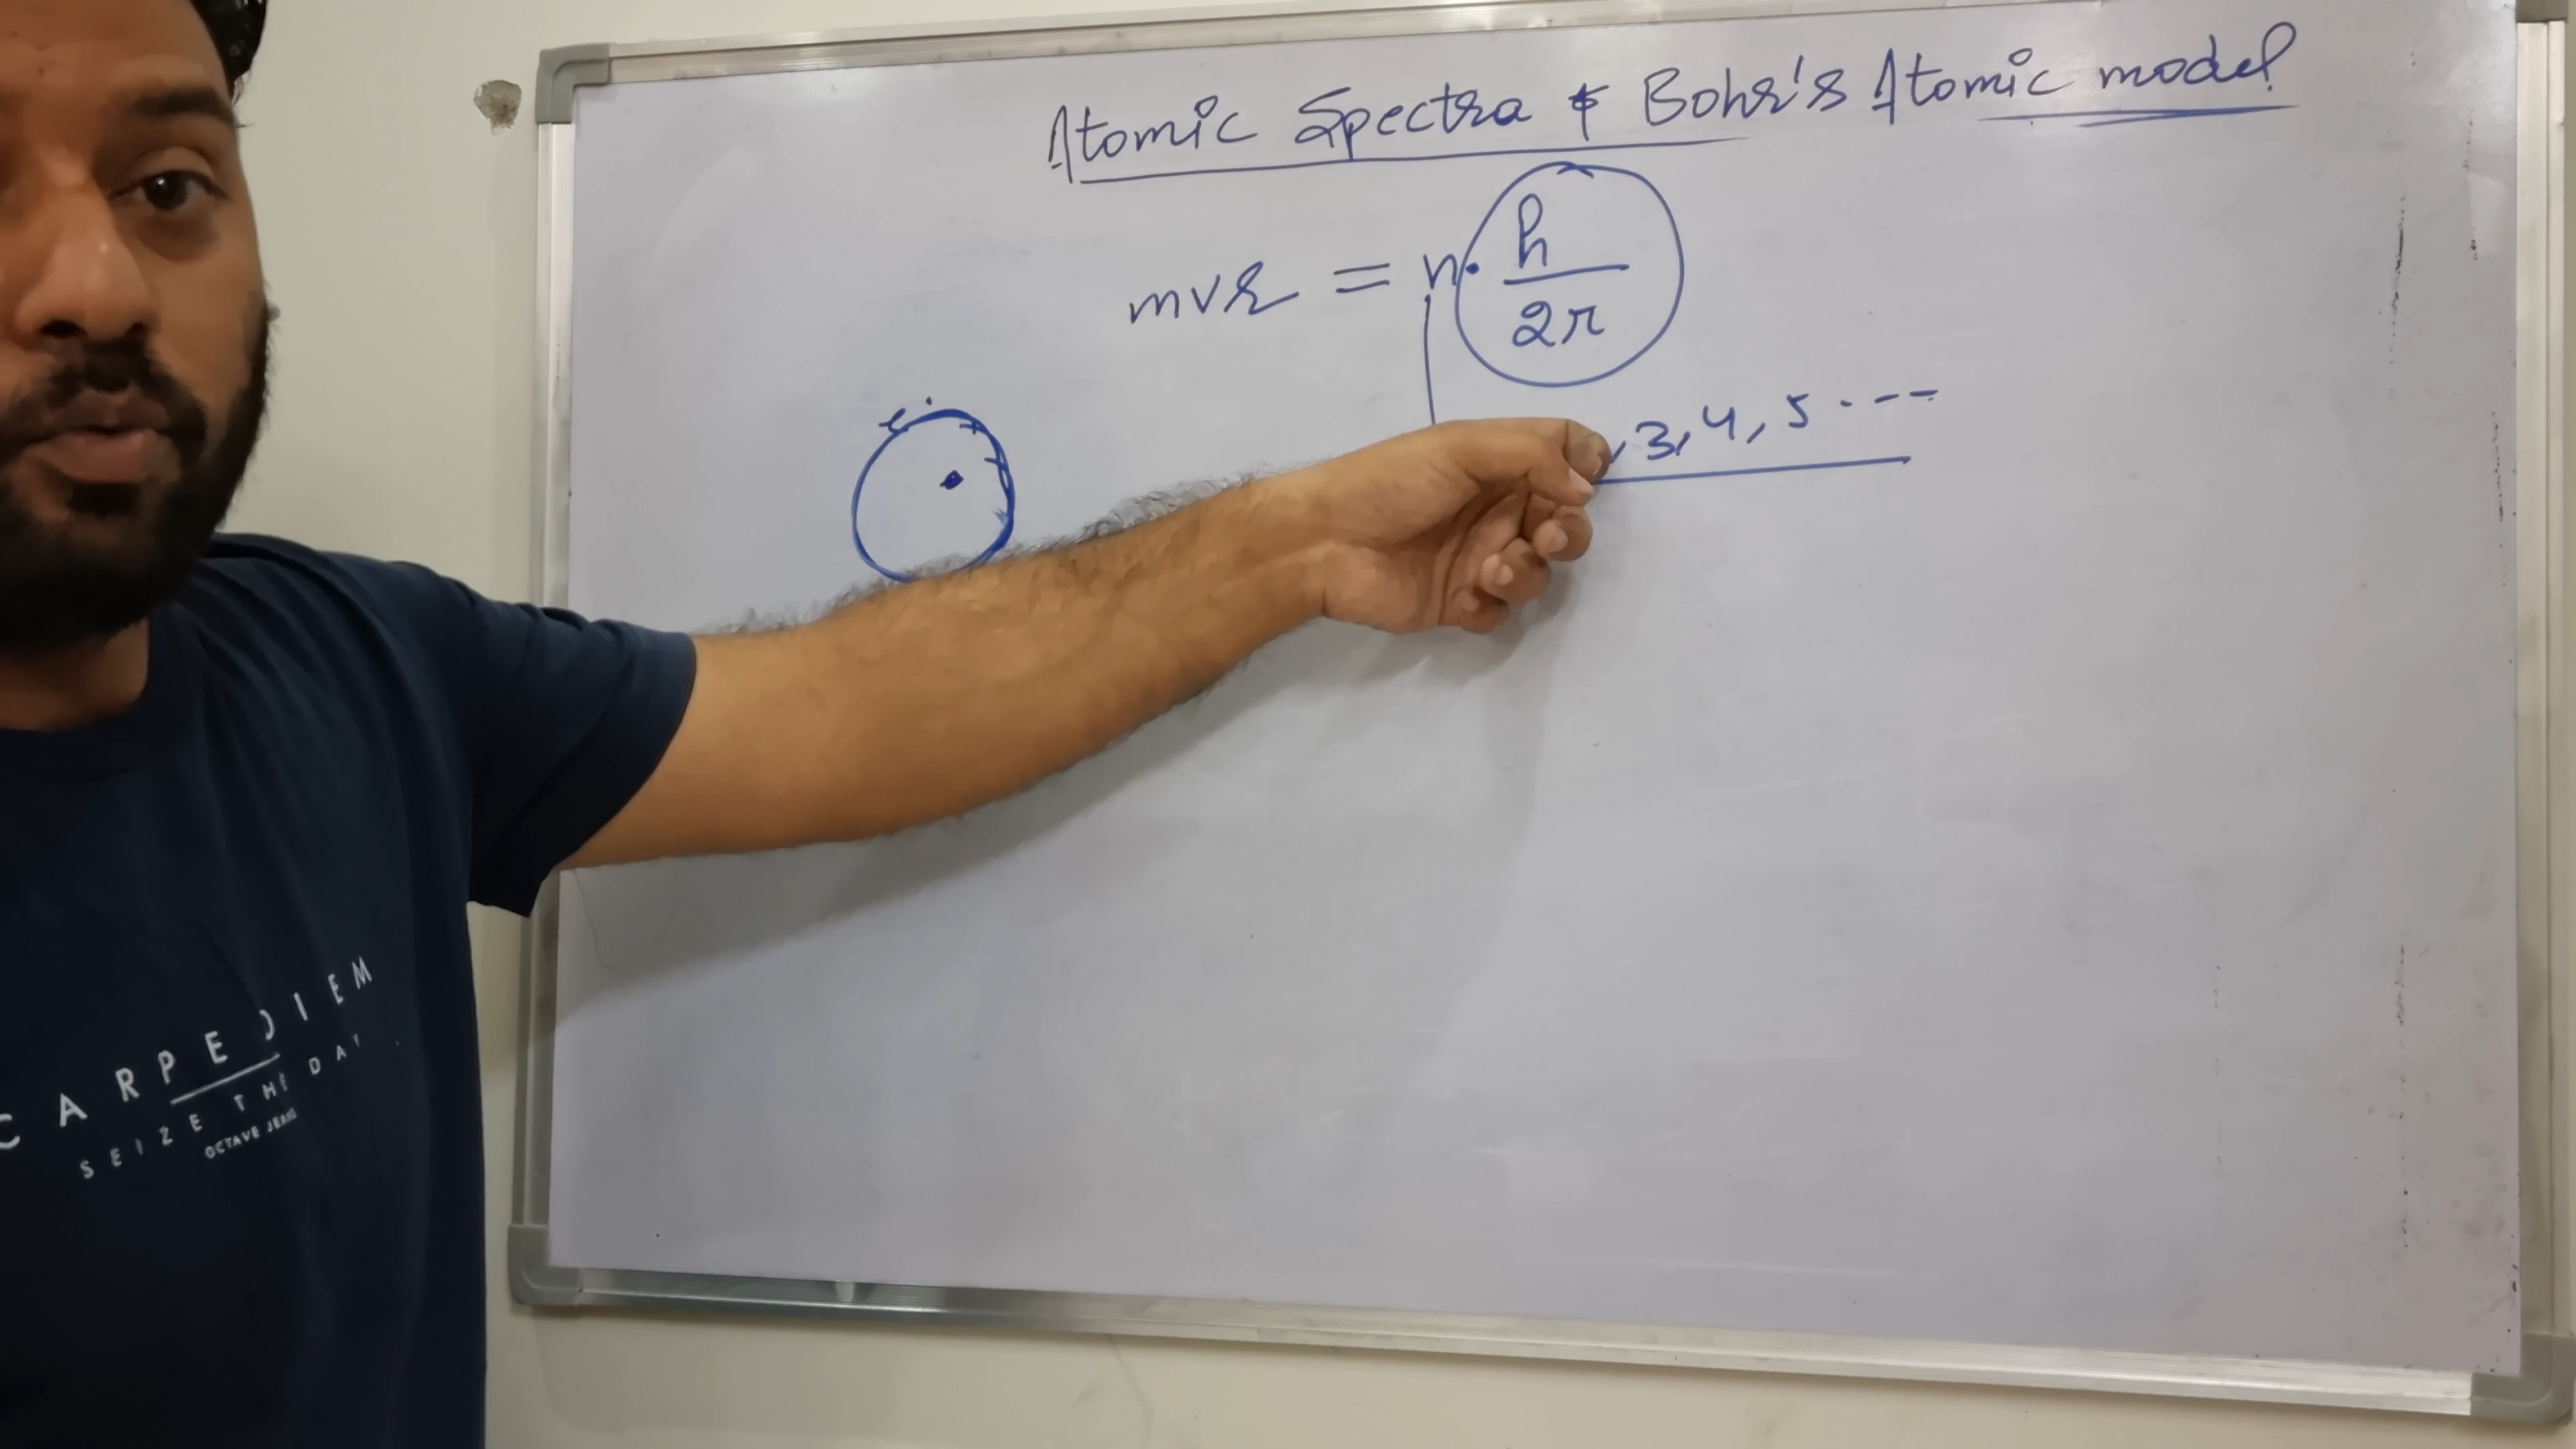 Atomic Spectra & Bohr's Atomic model
mvr = n. h/2π
,3,4,5 . - - -
e
CARPE DIEM
SEIZE THE DAY
OCTAVE JEANS